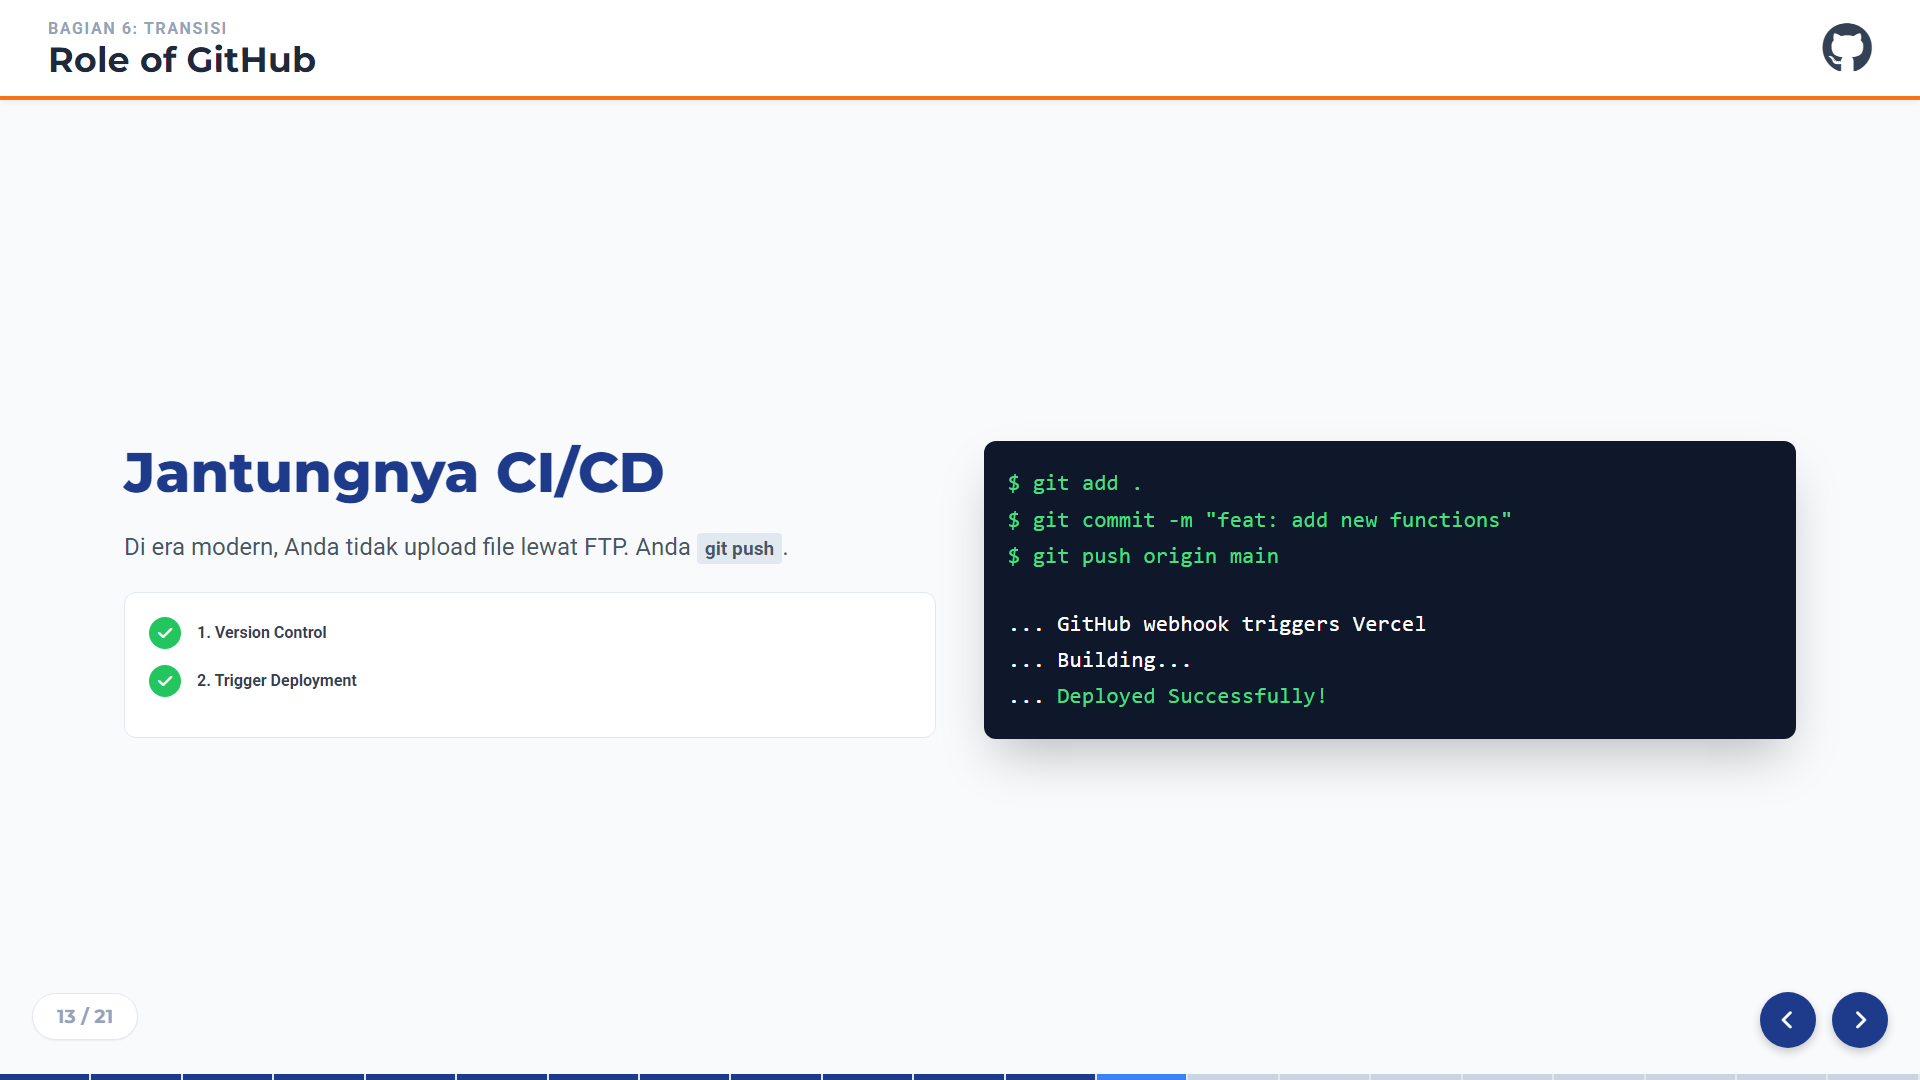 BAGIAN 6: TRANSISI
Role of GitHub
Jantungnya CI/CD
Di era modern, Anda tidak upload file lewat FTP. Anda git push.
1. Version Control
2. Trigger Deployment
$ git add .
$ git commit -m "feat: add new functions"
$ git push origin main
... GitHub webhook triggers Vercel
... Building...
... Deployed Successfully!
13 / 21